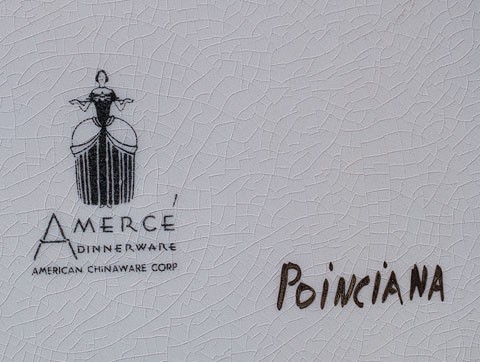 AMERCÉ
DINNERWARE
AMERICAN CHINAWARE CORP
POINCIANA